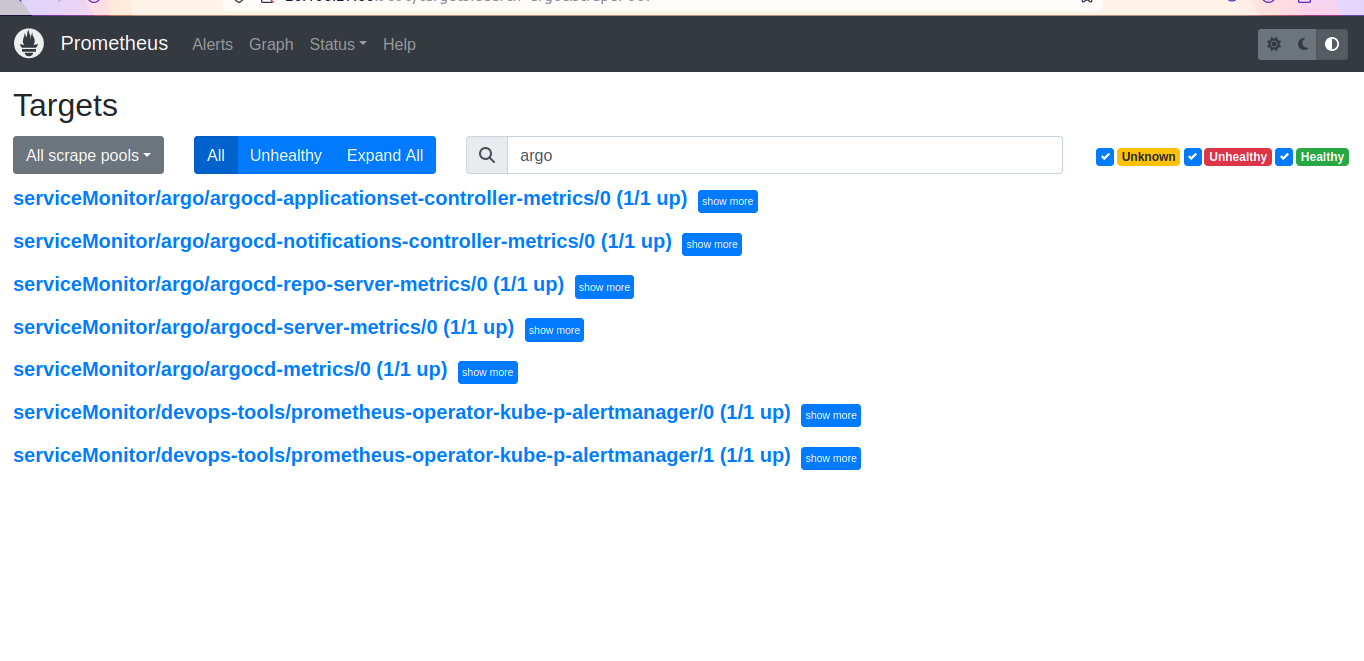 Prometheus Alerts Graph Status Help
Targets
All scrape pools All Unhealthy Expand All argo Unknown Unhealthy Healthy
serviceMonitor/argo/argocd-applicationset-controller-metrics/0 (1/1 up) show more
serviceMonitor/argo/argocd-notifications-controller-metrics/0 (1/1 up) show more
serviceMonitor/argo/argocd-repo-server-metrics/0 (1/1 up) show more
serviceMonitor/argo/argocd-server-metrics/0 (1/1 up) show more
serviceMonitor/argo/argocd-metrics/0 (1/1 up) show more
serviceMonitor/devops-tools/prometheus-operator-kube-p-alertmanager/0 (1/1 up) show more
serviceMonitor/devops-tools/prometheus-operator-kube-p-alertmanager/1 (1/1 up) show more